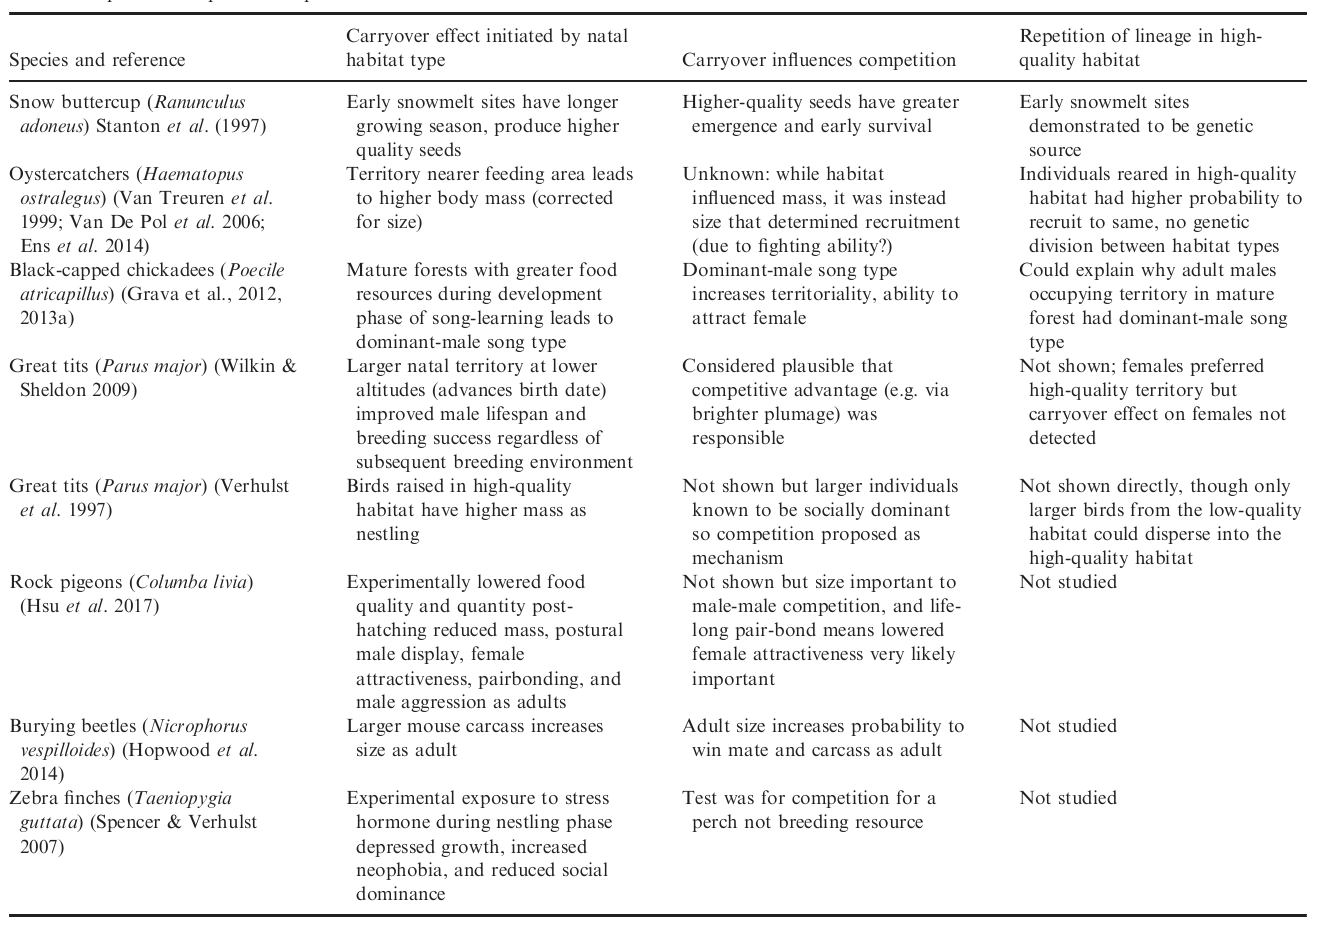 Species and reference
Carryover effect initiated by natal
habitat type
Carryover influences competition
Repetition of lineage in high-
quality habitat
Snow buttercup (Ranunculus
adoneus) Stanton et al. (1997)
Early snowmelt sites have longer
growing season, produce higher
quality seeds
Higher-quality seeds have greater
emergence and early survival
Early snowmelt sites
demonstrated to be genetic
source
Oystercatchers (Haematopus
ostralegus) (Van Treuren et al.
1999; Van De Pol et al. 2006;
Ens et al. 2014)
Territory nearer feeding area leads
to higher body mass (corrected
for size)
Unknown: while habitat
influenced mass, it was instead
size that determined recruitment
(due to fighting ability?)
Individuals reared in high-quality
habitat had higher probability to
recruit to same, no genetic
division between habitat types
Black-capped chickadees (Poecile
atricapillus) (Grava et al., 2012,
2013a)
Mature forests with greater food
resources during development
phase of song-learning leads to
dominant-male song type
Dominant-male song type
increases territoriality, ability to
attract female
Could explain why adult males
occupying territory in mature
forest had dominant-male song
type
Great tits (Parus major) (Wilkin &
Sheldon 2009)
Larger natal territory at lower
altitudes (advances birth date)
improved male lifespan and
breeding success regardless of
subsequent breeding environment
Considered plausible that
competitive advantage (e.g. via
brighter plumage) was
responsible
Not shown; females preferred
high-quality territory but
carryover effect on females not
detected
Great tits (Parus major) (Verhulst
et al. 1997)
Birds raised in high-quality
habitat have higher mass as
nestling
Not shown but larger individuals
known to be socially dominant
so competition proposed as
mechanism
Not shown directly, though only
larger birds from the low-quality
habitat could disperse into the
high-quality habitat
Rock pigeons (Columba livia)
(Hsu et al. 2017)
Experimentally lowered food
quality and quantity post-
hatching reduced mass, postural
male display, female
attractiveness, pairbonding, and
male aggression as adults
Not shown but size important to
male-male competition, and life-
long pair-bond means lowered
female attractiveness very likely
important
Not studied
Burying beetles (Nicrophorus
vespilloides) (Hopwood et al.
2014)
Larger mouse carcass increases
size as adult
Adult size increases probability to
win mate and carcass as adult
Not studied
Zebra finches (Taeniopygia
guttata) (Spencer & Verhulst
2007)
Experimental exposure to stress
hormone during nestling phase
depressed growth, increased
neophobia, and reduced social
dominance
Test was for competition for a
perch not breeding resource
Not studied